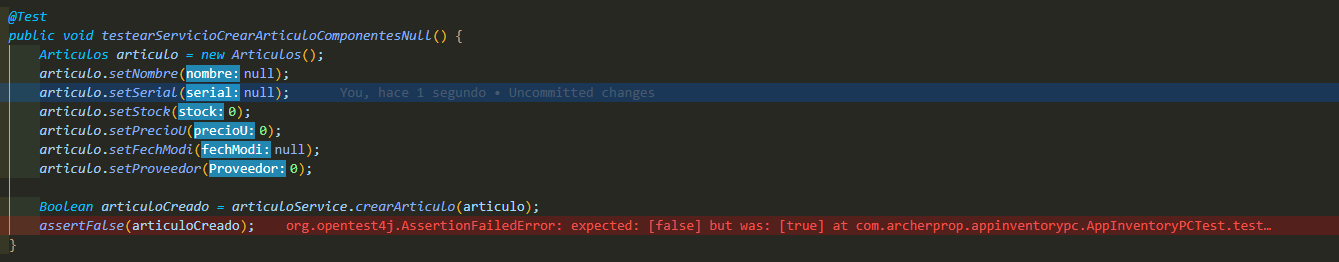 @Test
public void testearServicioCrearArticuloComponentesNull() {
Articulos articulo = new Articulos();
articulo.setNombre(nombre: null);
articulo.setSerial(serial: null); You, hace 1 segundo • Uncommitted changes
articulo.setStock(stock: 0);
articulo.setPrecioU(precioU: 0);
articulo.setFechModi(fechModi: null);
articulo.setProveedor(Proveedor: 0);
Boolean articuloCreado = articuloService.crearArticulo(articulo);
assertFalse(articuloCreado); org.opentest4j.AssertionFailedError: expected: [false] but was: [true] at com.archerprop.appinventorypc.AppInventoryPCTest.test…
}